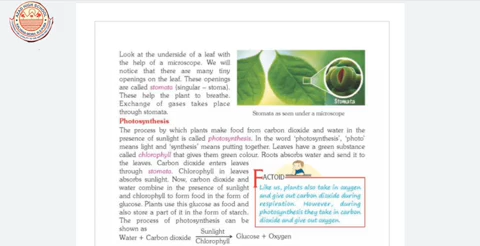 Look at the underside of a leaf with
the help of a microscope. We will
notice that there are many tiny
openings on the leaf. These openings
are called stomata (singular – stoma).
These help the plant to breathe.
Exchange of gases takes place
through stomata.
Stomata
Stomata as seen under a microscope
Photosynthesis
The process by which plants make food from carbon dioxide and water in the
presence of sunlight is called photosynthesis. In the word 'photosynthesis', 'photo'
means light and 'synthesis' means putting together. Leaves have a green substance
called chlorophyll that gives them green colour. Roots absorb water and send it to
the leaves. Carbon dioxide enters leaves
through stomata. Chlorophyll in leaves
absorbs sunlight. Now, carbon dioxide and
water combine in the presence of sunlight
and chlorophyll to form food in the form of
glucose. Plants use this glucose as food and
also store a part of it in the form of starch.
The process of photosynthesis can be
shown as
FACTOID
Like us, plants also take in oxygen
and give out carbon dioxide during
respiration. However, during
photosynthesis they take in carbon
dioxide and give out oxygen.
Sunlight
Water + Carbon dioxide → Glucose + Oxygen
Chlorophyll